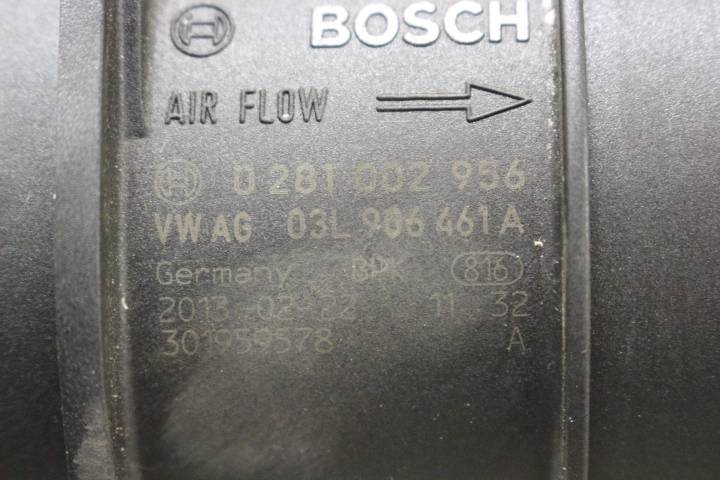 BOSCH
AIR FLOW
0 281 002 956
VW AG 03L 906 461 A
Germany BPK 816
2013-02-22 11 32
301959578 A